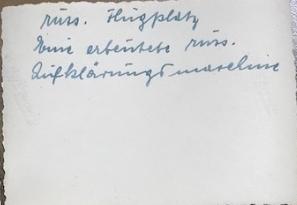 russ. Flugplatz
Eine erbeutete russ.
Aufklärungsmaschine